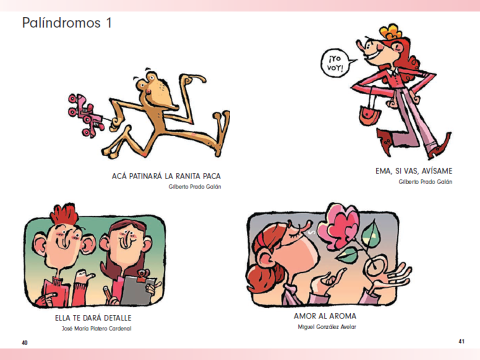 Palíndromos 1
¡YO
VOY!
ACÁ PATINARÁ LA RANITA PACA
Gilberto Prado Galán
EMA, SI VAS, AVÍSAME
Gilberto Prado Galán
ELLA TE DARÁ DETALLE
José María Platero Cardenal
AMOR AL AROMA
Miguel González Avelar
40
41